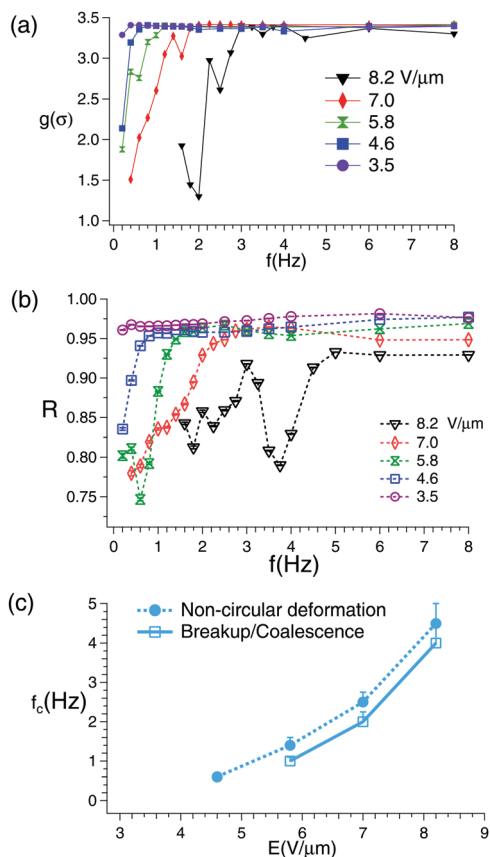 (a)
3.5
3.0
2.5
2.0
1.5
1.0
g(σ)
8.2 V/μm
7.0
5.8
4.6
3.5
0 1 2 3 4 5 6 7 8
f(Hz)
(b)
1.00
0.95
0.90
0.85
0.80
0.75
R
8.2 V/μm
7.0
5.8
4.6
3.5
0 1 2 3 4 5 6 7 8
f(Hz)
(c)
5
4
3
2
1
0
fc(Hz)
Non-circular deformation
Breakup/Coalescence
3 4 5 6 7 8 9
E(V/μm)